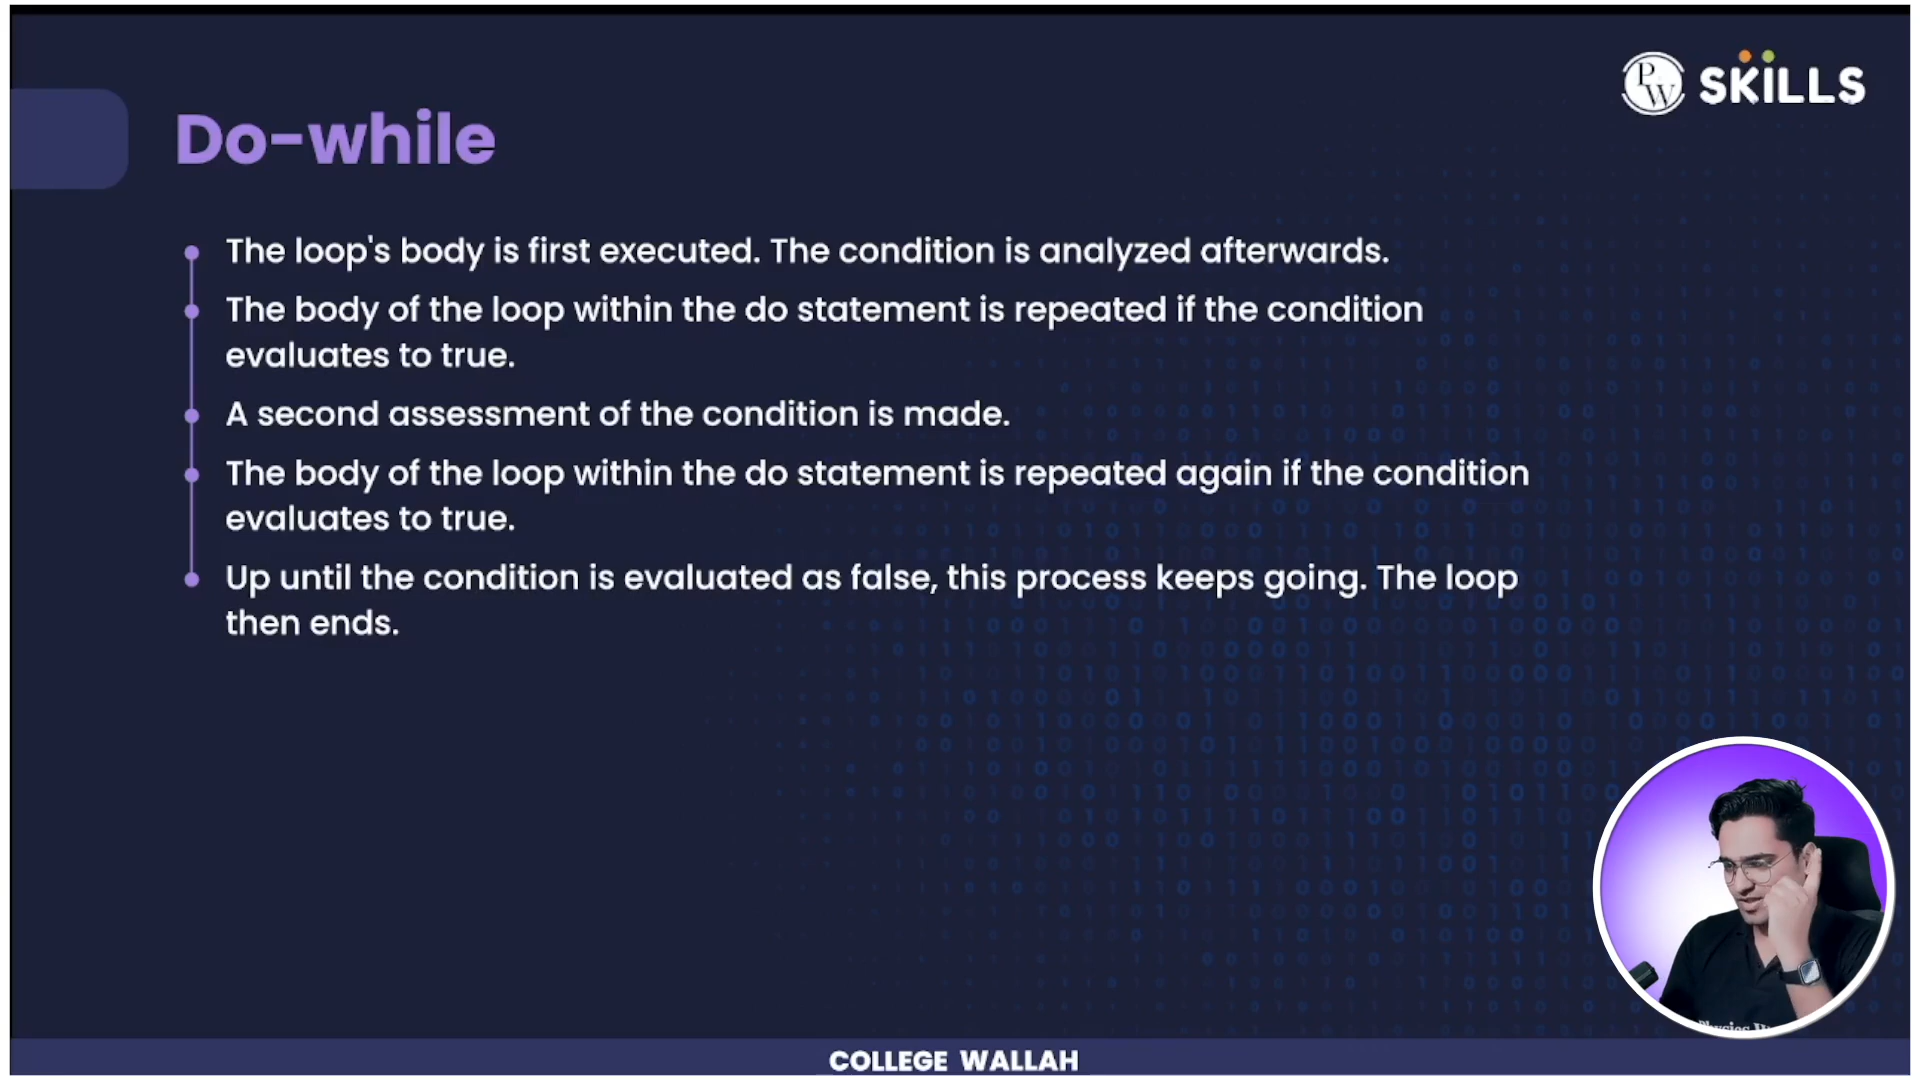 PW SKILLS
Do-while
The loop's body is first executed. The condition is analyzed afterwards.
The body of the loop within the do statement is repeated if the condition
evaluates to true.
A second assessment of the condition is made.
The body of the loop within the do statement is repeated again if the condition
evaluates to true.
Up until the condition is evaluated as false, this process keeps going. The loop
then ends.
Physics
COLLEGE WALLAH